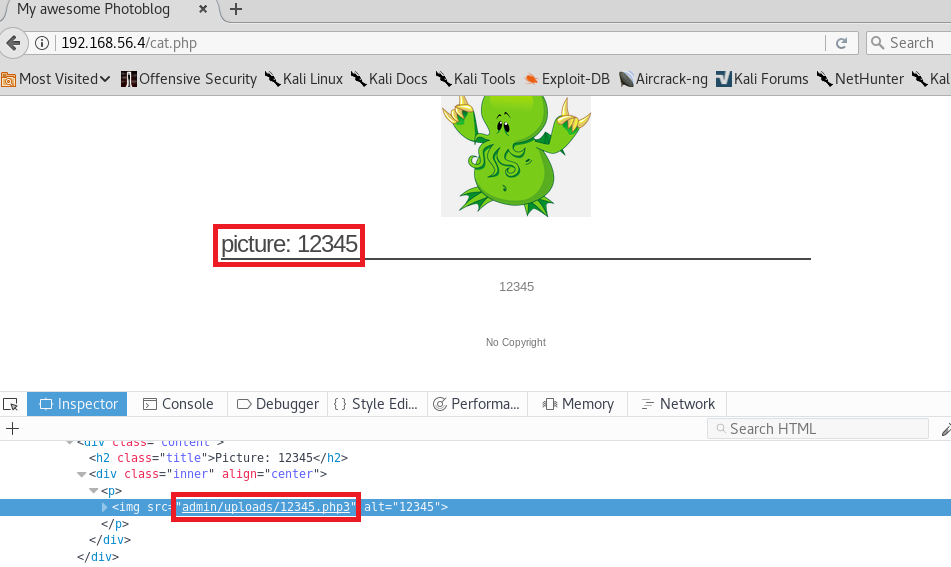 My awesome Photoblog × +
192.168.56.4/cat.php Search
Most Visited Offensive Security Kali Linux Kali Docs Kali Tools Exploit-DB Aircrack-ng Kali Forums NetHunter Kal
picture: 12345
12345
No Copyright
Inspector Console Debugger { } Style Edi... Performa... Memory Network
+ Search HTML
<div class="content">
<h2 class="title">Picture: 12345</h2>
<div class="inner" align="center">
<p>
<img src="admin/uploads/12345.php3" alt="12345">
</p>
</div>
</div>